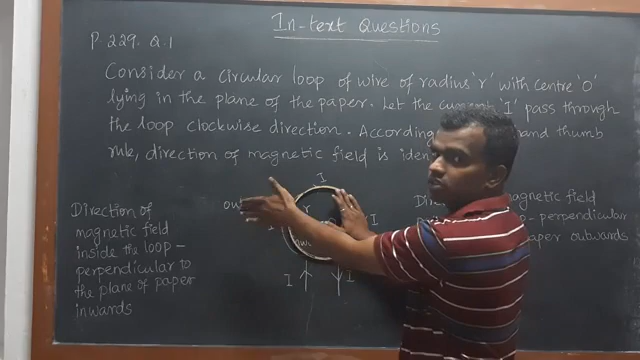 In-text Questions
P. 229. Q.1
Consider a circular loop of wire of radius 'r' with centre 'O'
lying in the plane of the paper. Let the current 'I' pass through
the loop clockwise direction. According and thumb
rule, direction of magnetic field is
I
Direction of
magnetic field
inside the loop -
perpendicular to
the plane of paper
inwards
I
I
I
I
magnetic field
perpendicular
paper outwards